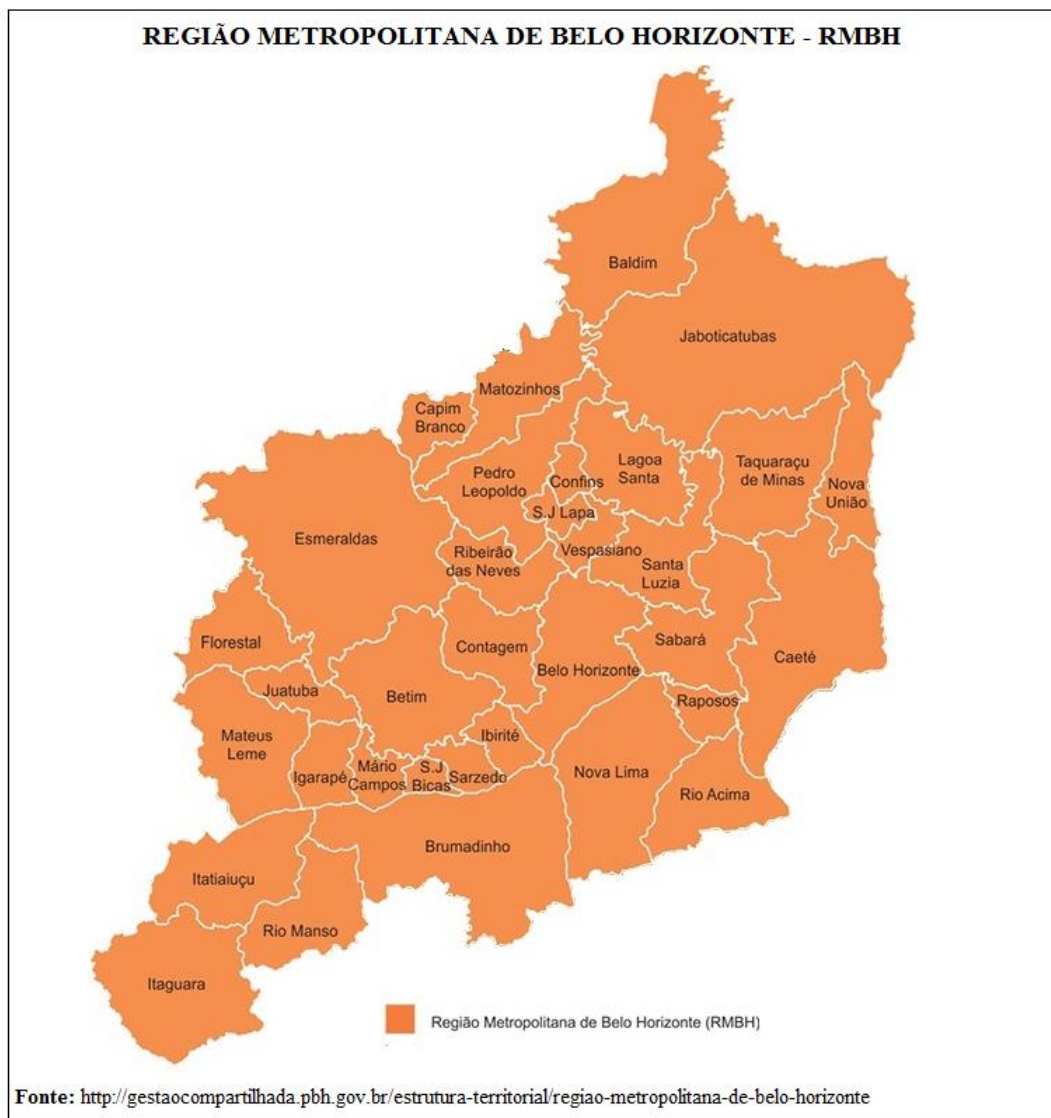 REGIÃO METROPOLITANA DE BELO HORIZONTE - RMBH
Baldim
Jaboticatubas
Matozinhos
Capim
Branco
Pedro
Leopoldo
Confins
Lagoa
Santa
Taquaraçu
de Minas
Nova
União
S.J Lapa
Esmeraldas
Ribeirão
das Neves
Vespasiano
Santa
Luzia
Florestal
Contagem
Belo Horizonte
Sabará
Caeté
Juatuba
Betim
Raposos
Mateus
Leme
Igarapé
Mário
Campos
S.J
Bicas
Sarzedo
Ibirité
Nova Lima
Rio Acima
Brumadinho
Itatiaiuçu
Rio Manso
Itaguara
Região Metropolitana de Belo Horizonte (RMBH)
Fonte: http://gestaocompartilhada.pbh.gov.br/estrutura-territorial/regiao-metropolitana-de-belo-horizonte